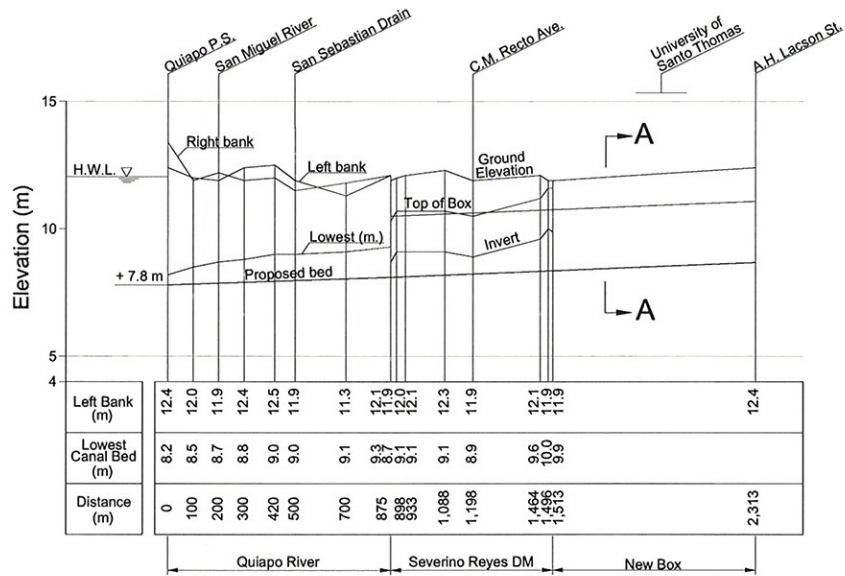 Quiapo P.S.
San Miguel River
San Sebastian Drain
C.M. Recto Ave.
University of
Santo Thomas
A.H. Lacson St.
Elevation (m)
15
10
5
4
H.W.L.
Right bank
Left bank
Lowest (m.)
+ 7.8 m
Proposed bed
Ground
Elevation
Top of Box
Invert
A
A
Left Bank
(m)
12.4 12.0 11.9 12.4 12.5 11.9 11.3 12.1 11.9 12.0 12.1 12.3 11.9 12.1 11.9 11.9 12.4
Lowest
Canal Bed
(m)
8.2 8.5 8.7 8.8 9.0 9.0 9.1 9.3 8.7 9.1 9.1 9.1 8.9 9.6 10.0 9.9
Distance
(m)
0 100 200 300 420 500 700 875 898 933 1,088 1,198 1,464 1,496 1,513 2,313
Quiapo River
Severino Reyes DM
New Box